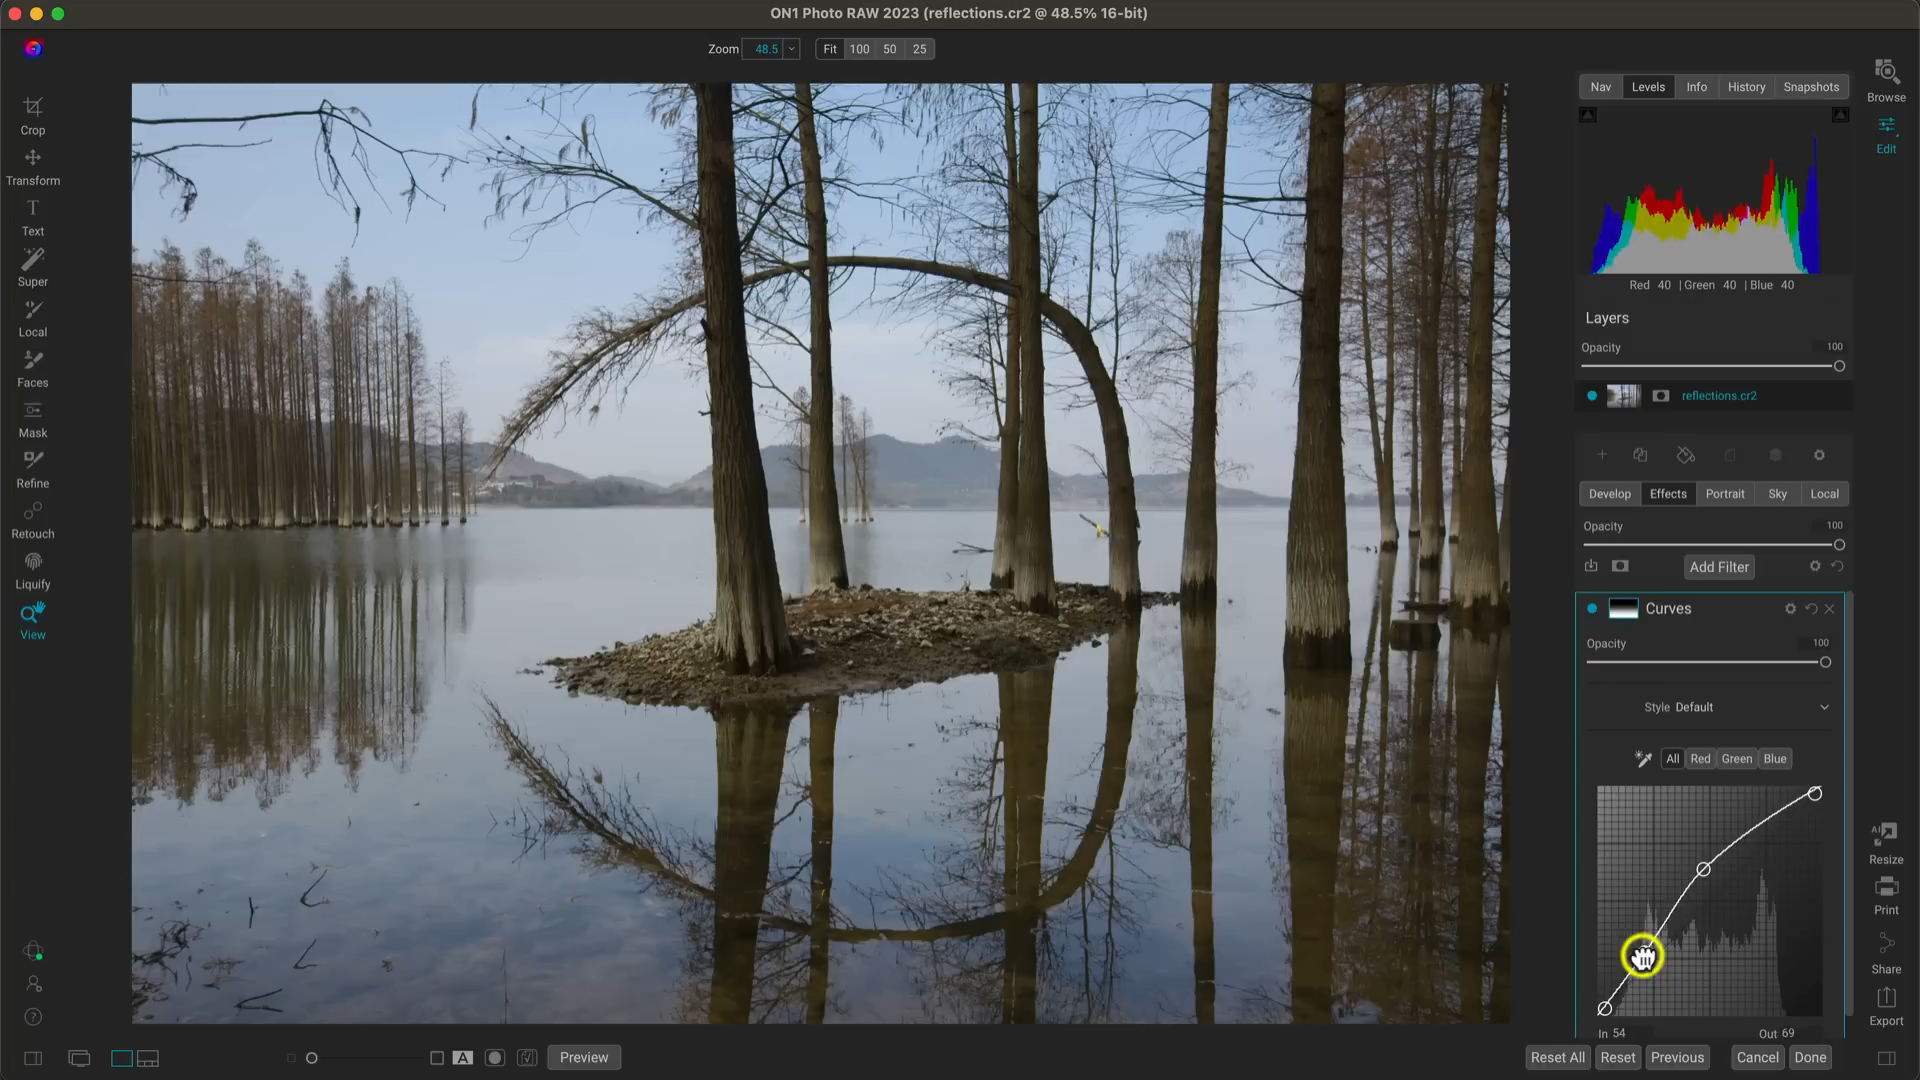 ON1 Photo RAW 2023 (reflections.cr2 @ 48.5% 16-bit)
Zoom 48.5 Fit 100 50 25
Crop
Transform
Text
Super
Local
Faces
Mask
Refine
Retouch
Liquify
View
Nav Levels Info History Snapshots
Red 40 | Green 40 | Blue 40
Layers
Opacity 100
reflections.cr2
Develop Effects Portrait Sky Local
Opacity 100
Add Filter
Curves
Opacity 100
Style Default
All Red Green Blue
In 54 Out 69
Browse
Edit
AI
Resize
Print
Share
Export
A Preview
Reset All Reset Previous Cancel Done